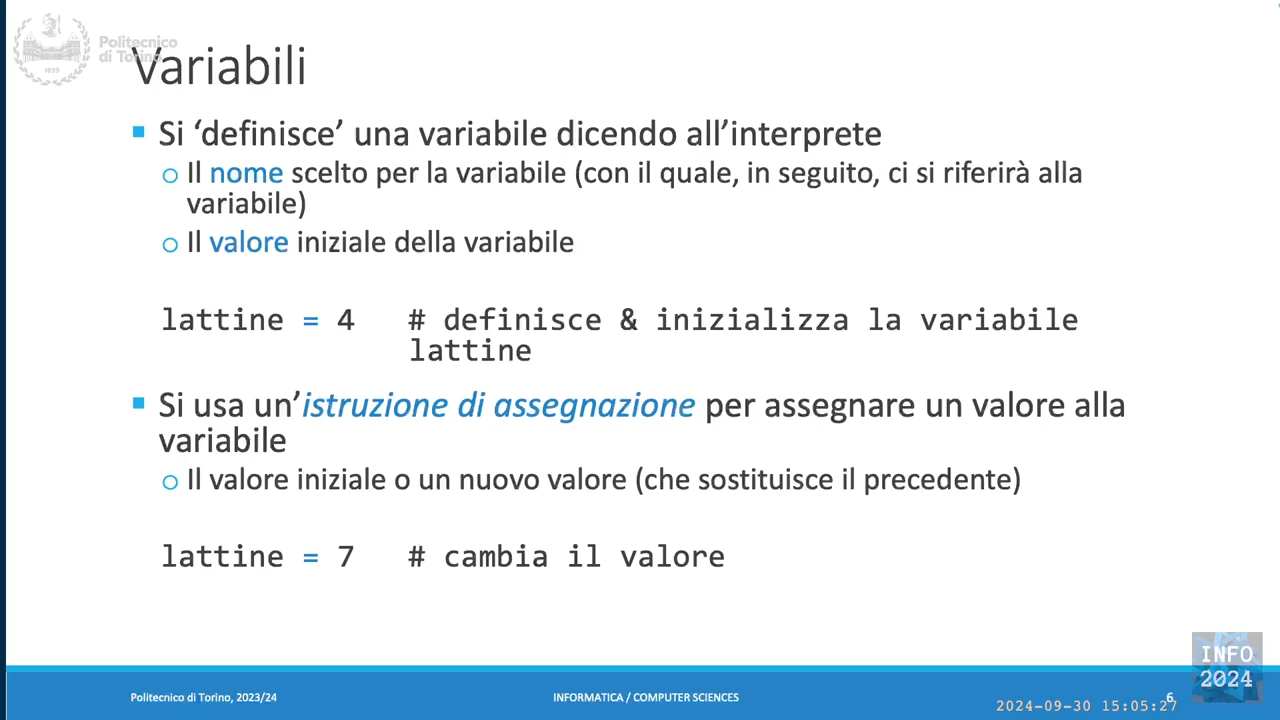 Politecnico
di Torino
1859
Variabili
▪ Si ‘definisce’ una variabile dicendo all’interprete
o Il nome scelto per la variabile (con il quale, in seguito, ci si riferirà alla
variabile)
o Il valore iniziale della variabile
lattine = 4 # definisce & inizializza la variabile
lattine
▪ Si usa un’istruzione di assegnazione per assegnare un valore alla
variabile
o Il valore iniziale o un nuovo valore (che sostituisce il precedente)
lattine = 7 # cambia il valore
INFO
2024
Politecnico di Torino, 2023/24
INFORMATICA / COMPUTER SCIENCES
6
2024-09-30 15:05:27